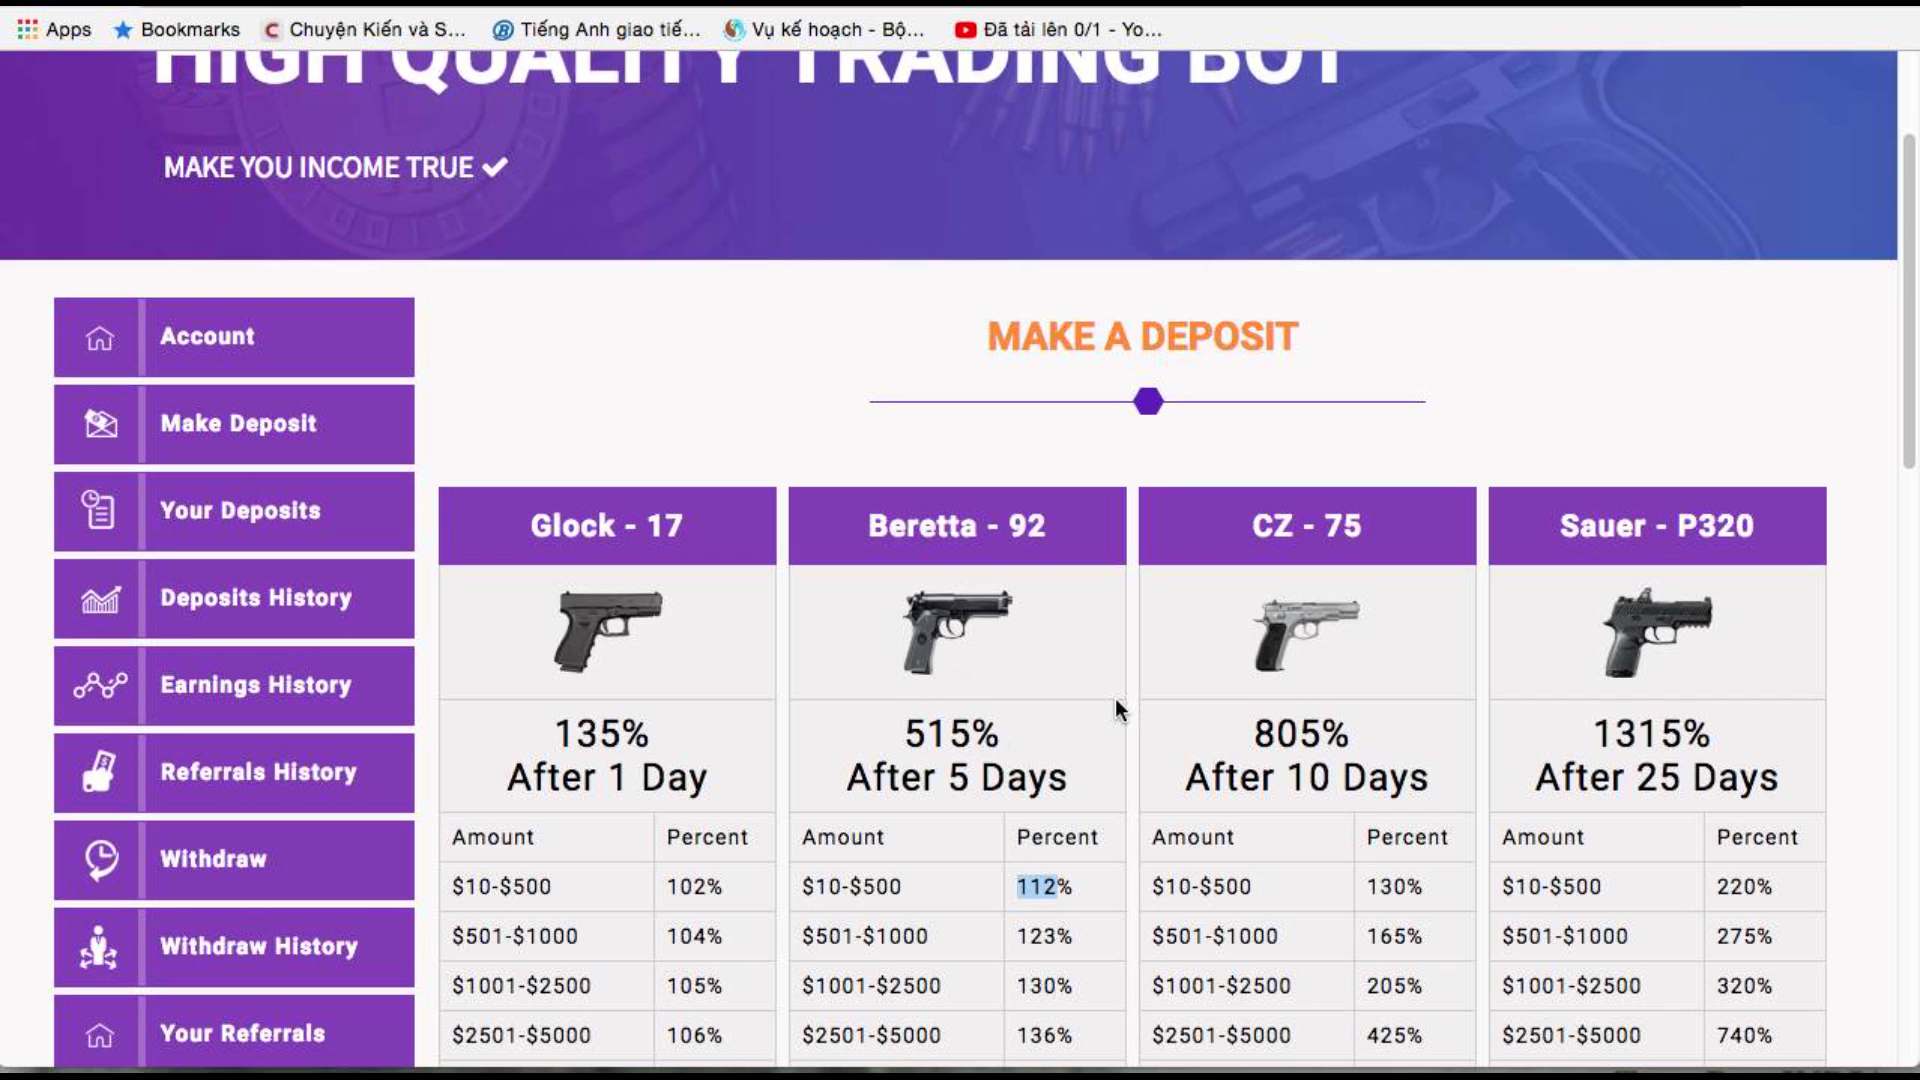 Apps Bookmarks Chuyện Kiến và S... Tiếng Anh giao tiế... Vụ kế hoạch - Bộ... Đã tải lên 0/1 - Yo...
HIGH QUALITY TRADING BOT
MAKE YOU INCOME TRUE
Account
Make Deposit
Your Deposits
Deposits History
Earnings History
Referrals History
Withdraw
Withdraw History
Your Referrals
MAKE A DEPOSIT
Glock - 17
135%
After 1 Day
Amount Percent
$10-$500 102%
$501-$1000 104%
$1001-$2500 105%
$2501-$5000 106%
Beretta - 92
515%
After 5 Days
Amount Percent
$10-$500 112%
$501-$1000 123%
$1001-$2500 130%
$2501-$5000 136%
CZ - 75
805%
After 10 Days
Amount Percent
$10-$500 130%
$501-$1000 165%
$1001-$2500 205%
$2501-$5000 425%
Sauer - P320
1315%
After 25 Days
Amount Percent
$10-$500 220%
$501-$1000 275%
$1001-$2500 320%
$2501-$5000 740%